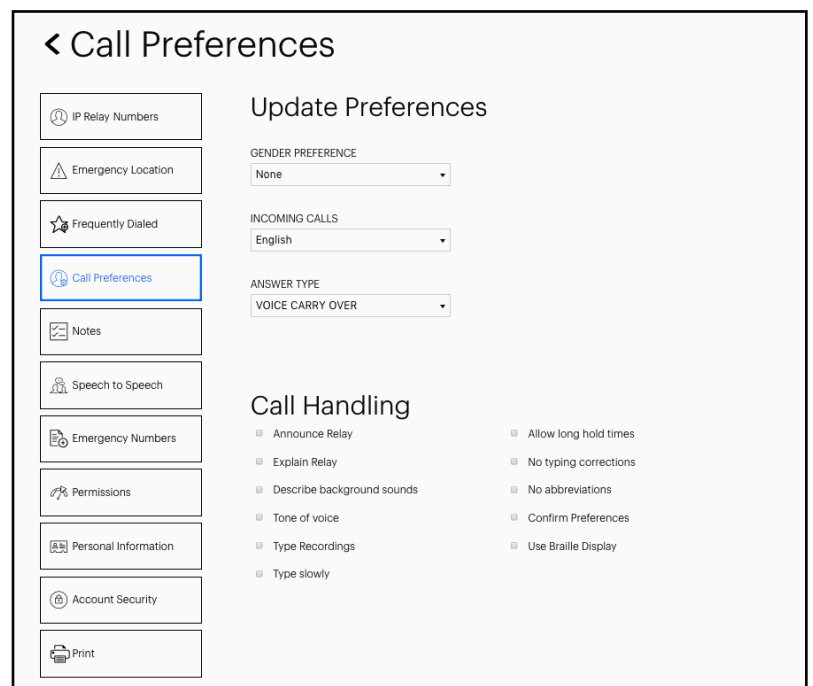 Call Preferences
IP Relay Numbers
Emergency Location
Frequently Dialed
Call Preferences
Notes
Speech to Speech
Emergency Numbers
Permissions
Personal Information
Account Security
Print
Update Preferences
GENDER PREFERENCE
None
INCOMING CALLS
English
ANSWER TYPE
VOICE CARRY OVER
Call Handling
Announce Relay
Explain Relay
Describe background sounds
Tone of voice
Type Recordings
Type slowly
Allow long hold times
No typing corrections
No abbreviations
Confirm Preferences
Use Braille Display